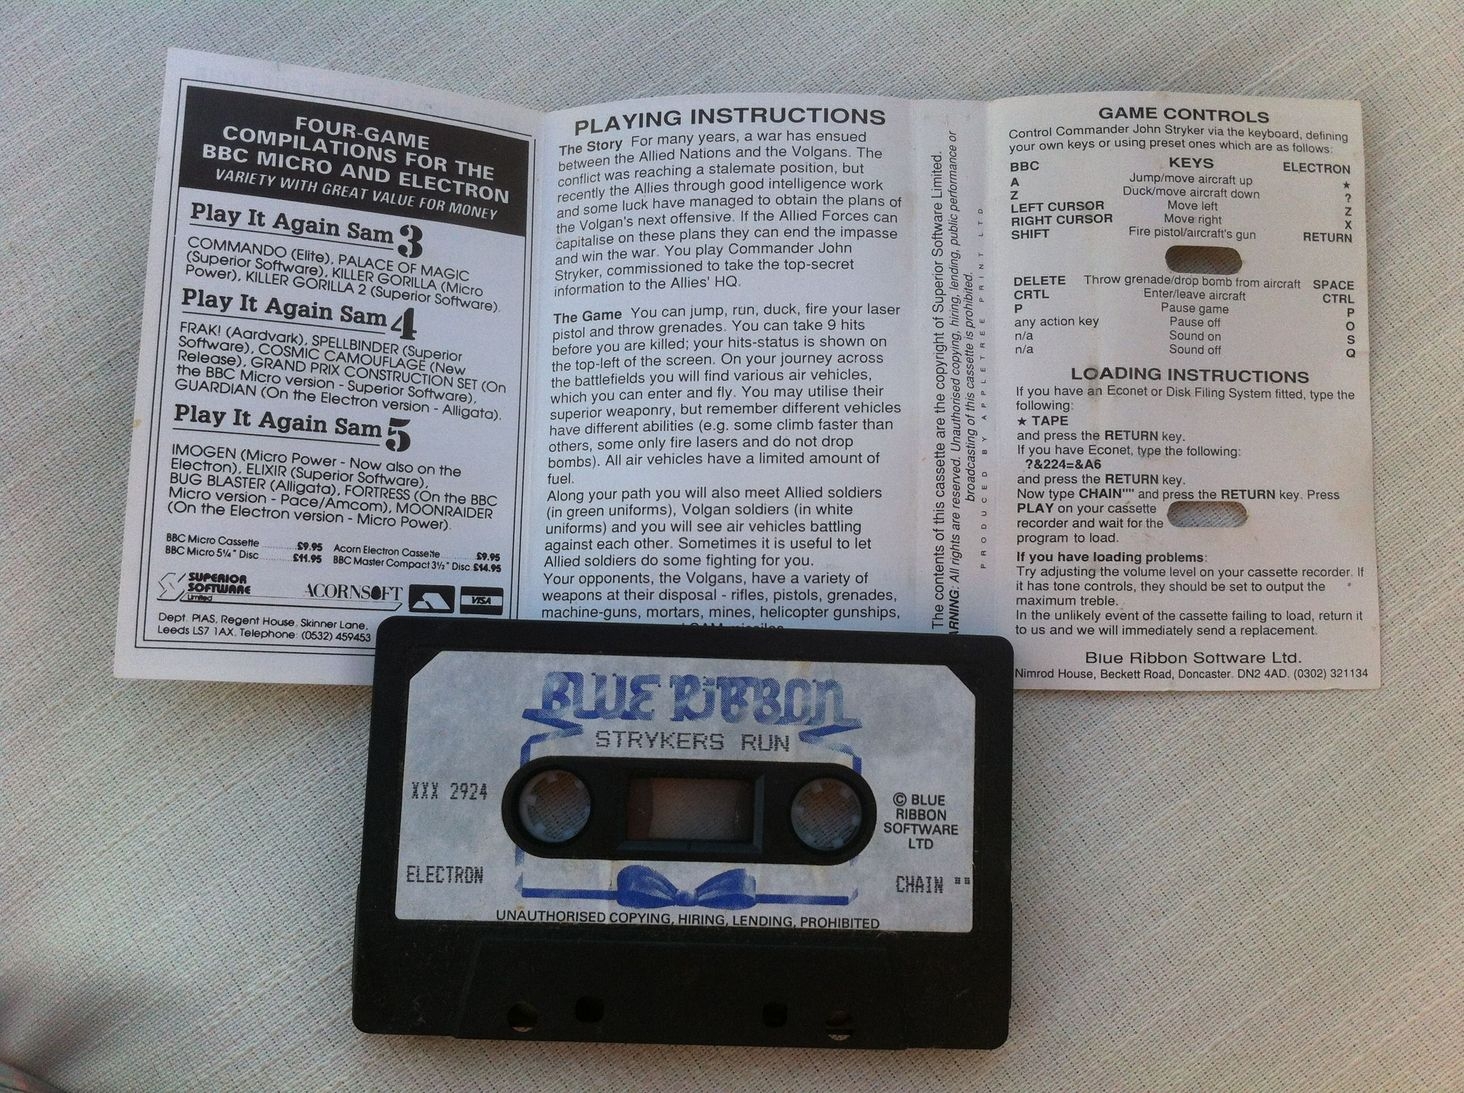 FOUR-GAME
COMPILATIONS FOR THE
BBC MICRO AND ELECTRON
VARIETY WITH GREAT VALUE FOR MONEY
Play It Again Sam 3
COMMANDO (Elite), PALACE OF MAGIC
(Superior Software), KILLER GORILLA (Micro
Power), KILLER GORILLA 2 (Superior Software).
Play It Again Sam 4
FRAK! (Aardvark), SPELLBINDER (Superior
Software), COSMIC CAMOUFLAGE (New
Release), GRAND PRIX CONSTRUCTION SET (On
the BBC Micro version - Superior Software),
GUARDIAN (On the Electron version - Alligata).
Play It Again Sam 5
IMOGEN (Micro Power - Now also on the
Electron), ELIXIR (Superior Software),
BUG BLASTER (Alligata), FORTRESS (On the BBC
Micro version - Pace/Amcom), MOONRAIDER
(On the Electron version - Micro Power).
BBC Micro Cassette ........ £9.95 Acorn Electron Cassette ........ £9.95
BBC Micro 5¼" Disc ........ £11.95 BBC Master Compact 3½" Disc £14.95
SUPERIOR SOFTWARE Limited ACORNSOFT VISA
Dept. PIAS, Regent House, Skinner Lane,
Leeds LS7 1AX. Telephone: (0532) 459453
PLAYING INSTRUCTIONS
The Story For many years, a war has ensued
between the Allied Nations and the Volgans. The
conflict was reaching a stalemate position, but
recently the Allies through good intelligence work
and some luck have managed to obtain the plans of
the Volgan's next offensive. If the Allied Forces can
capitalise on these plans they can end the impasse
and win the war. You play Commander John
Stryker, commissioned to take the top-secret
information to the Allies' HQ.
The Game You can jump, run, duck, fire your laser
pistol and throw grenades. You can take 9 hits
before you are killed; your hits-status is shown on
the top-left of the screen. On your journey across
the battlefields you will find various air vehicles,
which you can enter and fly. You may utilise their
superior weaponry, but remember different vehicles
have different abilities (e.g. some climb faster than
others, some only fire lasers and do not drop
bombs). All air vehicles have a limited amount of
fuel.
Along your path you will also meet Allied soldiers
(in green uniforms), Volgan soldiers (in white
uniforms) and you will see air vehicles battling
against each other. Sometimes it is useful to let
Allied soldiers do some fighting for you.
Your opponents, the Volgans, have a variety of
weapons at their disposal - rifles, pistols, grenades,
machine-guns, mortars, mines, helicopter gunships,
SAM missiles
The contents of this cassette are the copyright of Superior Software Limited.
WARNING: All rights are reserved. Unauthorised copying, hiring, lending, public performance or
broadcasting of this cassette is prohibited.
PRODUCED BY APPLETREE PRINT LTD
GAME CONTROLS
Control Commander John Stryker via the keyboard, defining
your own keys or using preset ones which are as follows:
BBC KEYS ELECTRON
A Jump/move aircraft up ★
Z Duck/move aircraft down ?
LEFT CURSOR Move left Z
RIGHT CURSOR Move right X
SHIFT Fire pistol/aircraft's gun RETURN
DELETE Throw grenade/drop bomb from aircraft SPACE
CRTL Enter/leave aircraft CTRL
P Pause game P
any action key Pause off O
n/a Sound on S
n/a Sound off Q
LOADING INSTRUCTIONS
If you have an Econet or Disk Filing System fitted, type the
following:
★ TAPE
and press the RETURN key.
If you have Econet, type the following:
?&224=&A6
and press the RETURN key.
Now type CHAIN"" and press the RETURN key. Press
PLAY on your cassette
recorder and wait for the
program to load.
If you have loading problems:
Try adjusting the volume level on your cassette recorder. If
it has tone controls, they should be set to output the
maximum treble.
In the unlikely event of the cassette failing to load, return it
to us and we will immediately send a replacement.
Blue Ribbon Software Ltd.
Nimrod House, Beckett Road, Doncaster. DN2 4AD. (0302) 321134
BLUE RIBBON
STRYKERS RUN
XXX 2924
© BLUE
RIBBON
SOFTWARE
LTD
ELECTRON
CHAIN ""
UNAUTHORISED COPYING, HIRING, LENDING, PROHIBITED